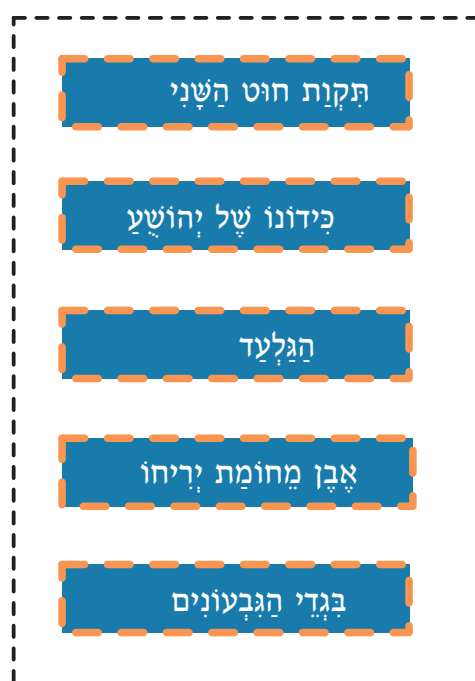 תִּקְוַת חוּט הַשָּׁנִי
כִּידוֹנוֹ שֶׁל יְהוֹשֻׁעַ
הַגַּלְעַד
אֶבֶן מֵחוֹמַת יְרִיחוֹ
בִּגְדֵי הַגִּבְעוֹנִים